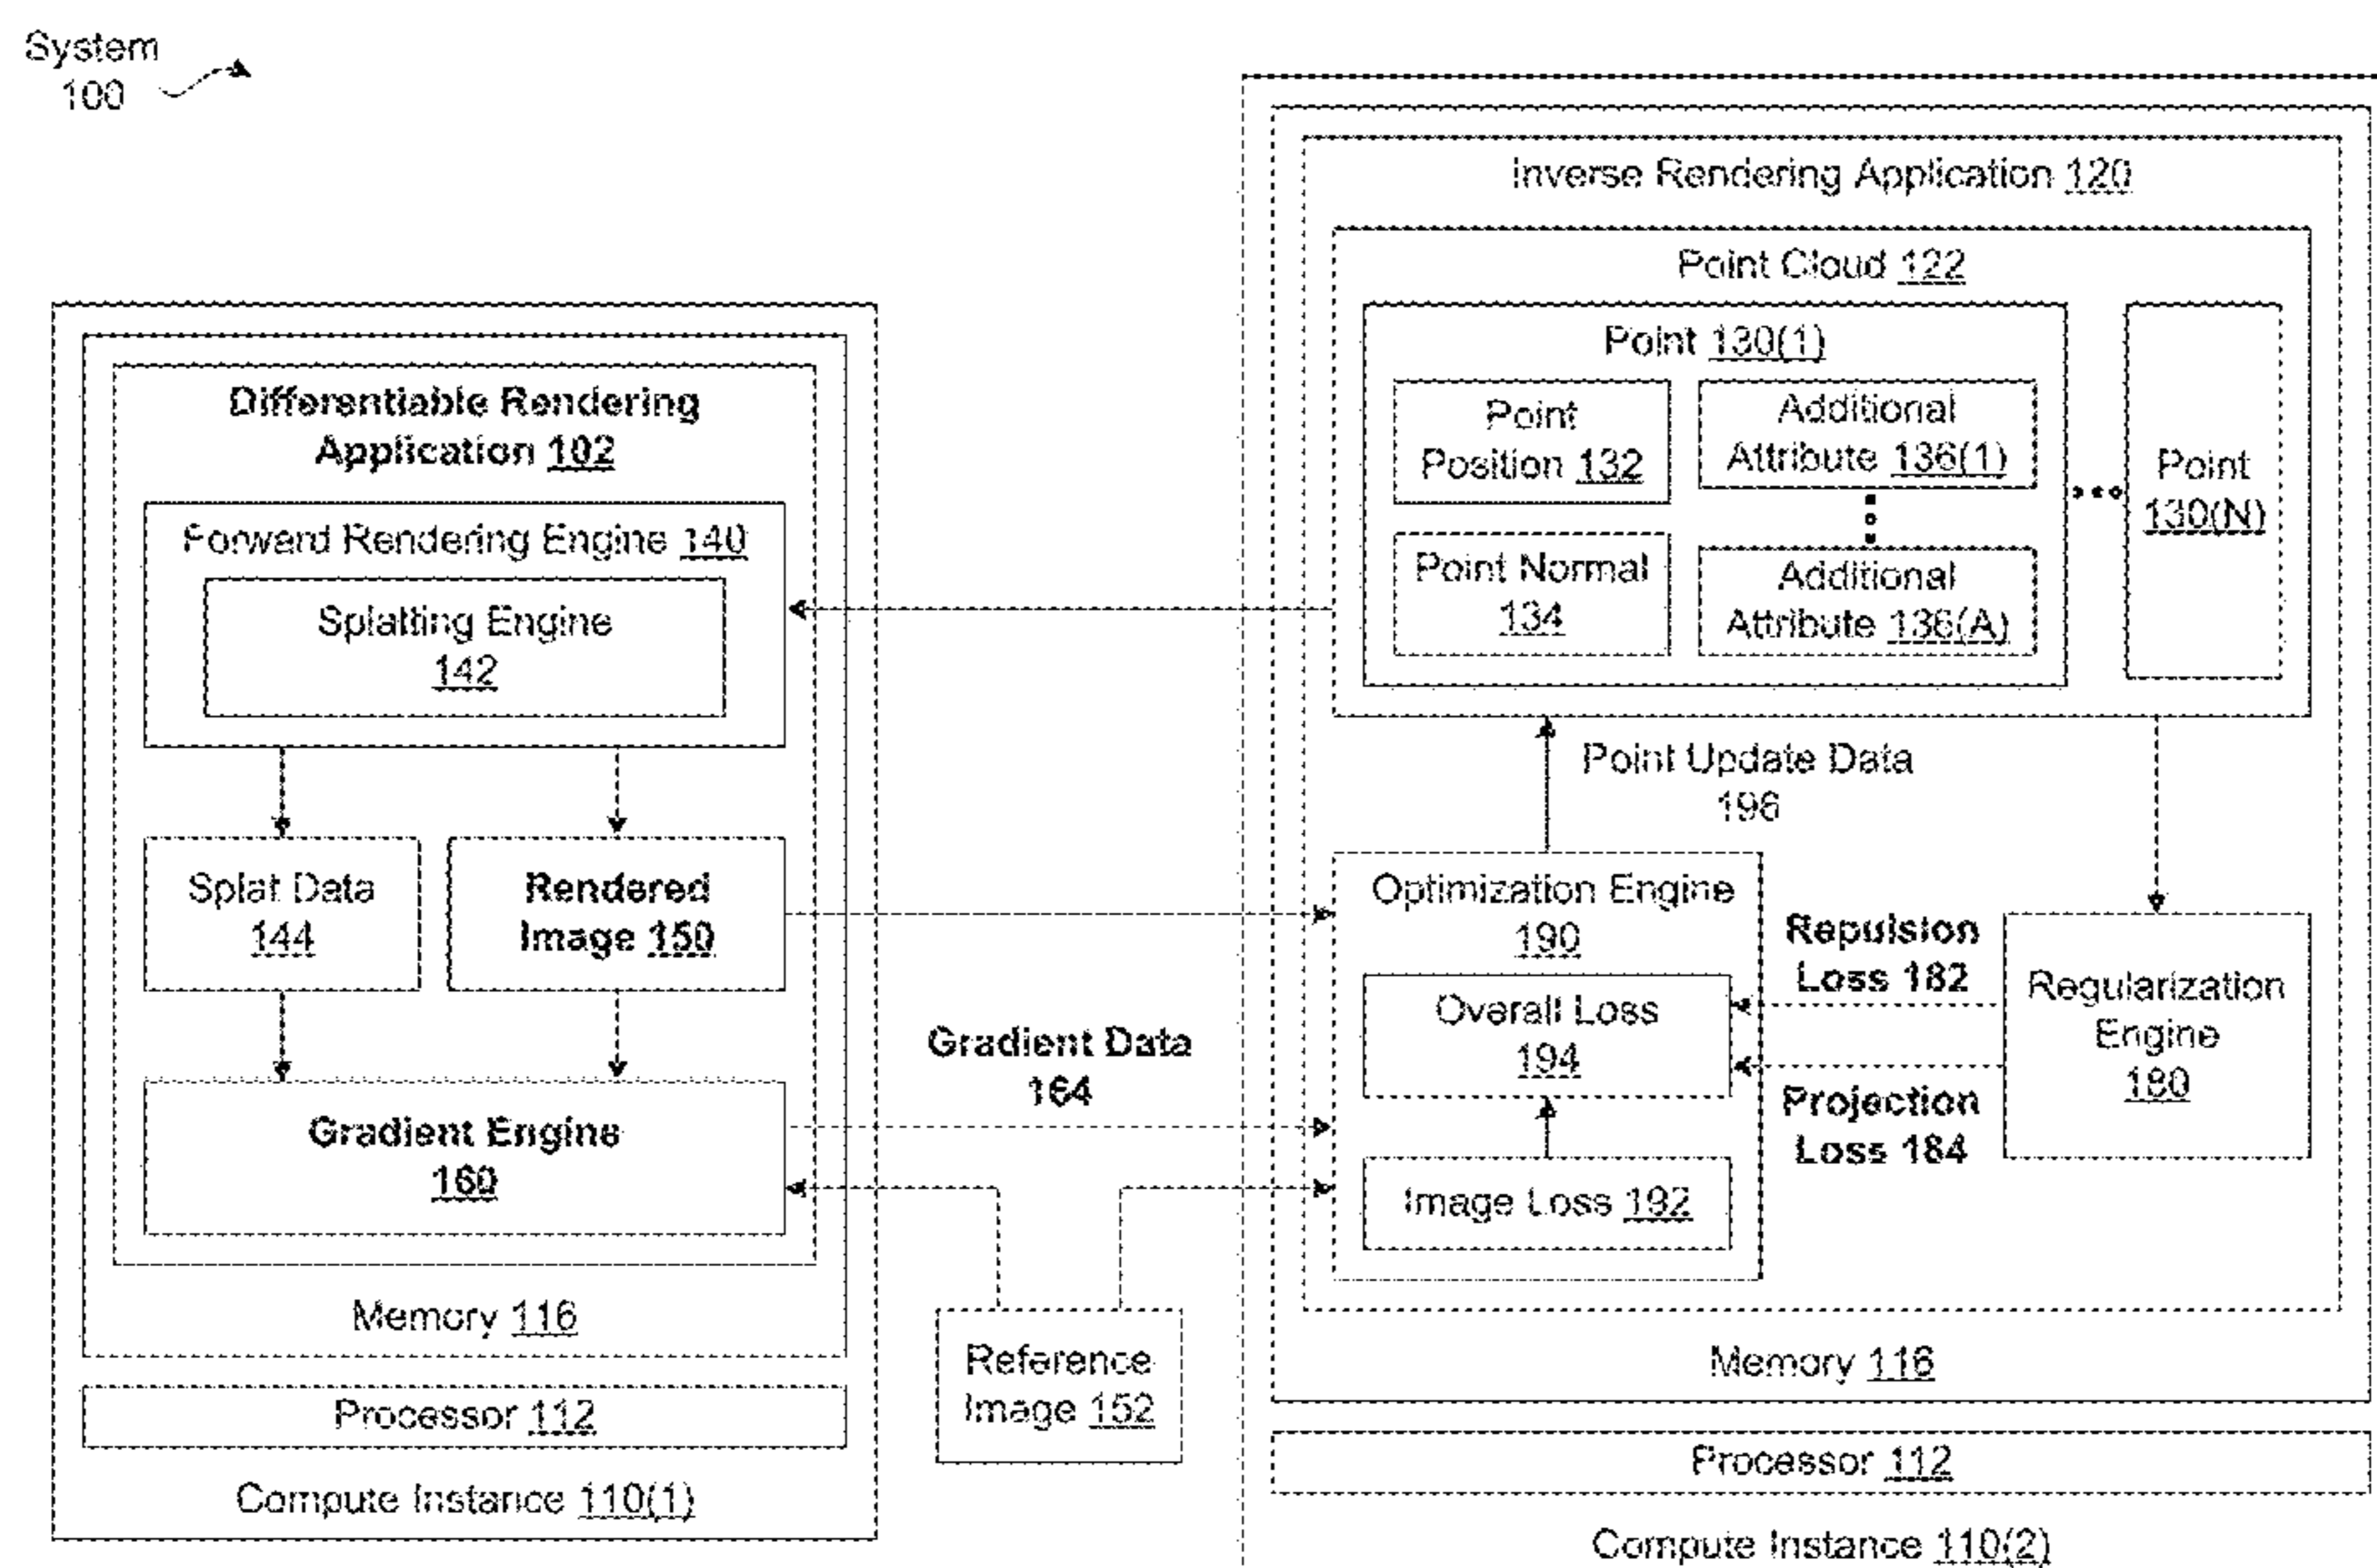 System
100
Differentiable Rendering
Application 102
Forward Rendering Engine 140
Splatting Engine
142
Splat Data
144
Rendered
Image 150
Gradient Engine
160
Memory 116
Processor 112
Compute Instance 110(1)
Gradient Data
164
Reference
Image 152
Inverse Rendering Application 120
Point Cloud 122
Point 130(1)
Point
Position 132
Additional
Attribute 136(1)
Point Normal
134
Additional
Attribute 136(A)
Point
130(N)
Point Update Data
196
Optimization Engine
190
Overall Loss
194
Image Loss 192
Repulsion
Loss 182
Projection
Loss 184
Regularization
Engine
180
Memory 116
Processor 112
Compute Instance 110(2)